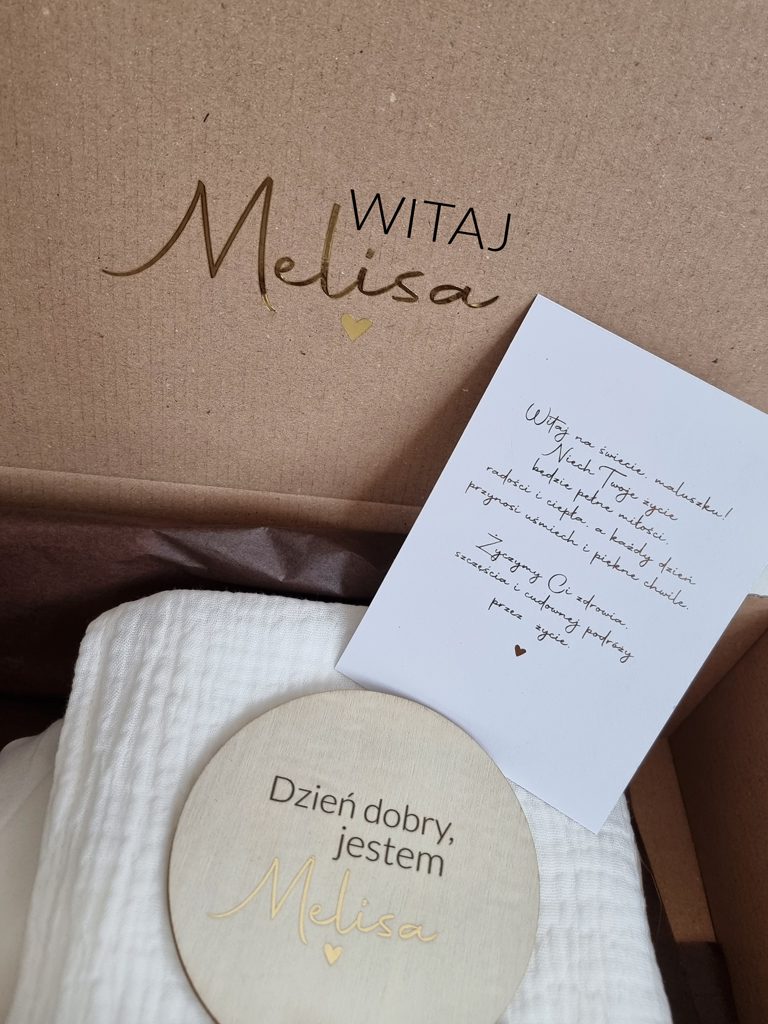 WITAJ
Melisa
Witaj na świecie, maluszku!
Niech Twoje życie
będzie pełne miłości,
radości i ciepła, a każdy dzień
przynosi uśmiech i piękne chwile.
Życzymy Ci zdrowia,
szczęścia i cudownej podróży
przez życie.
Dzień dobry,
jestem
Melisa